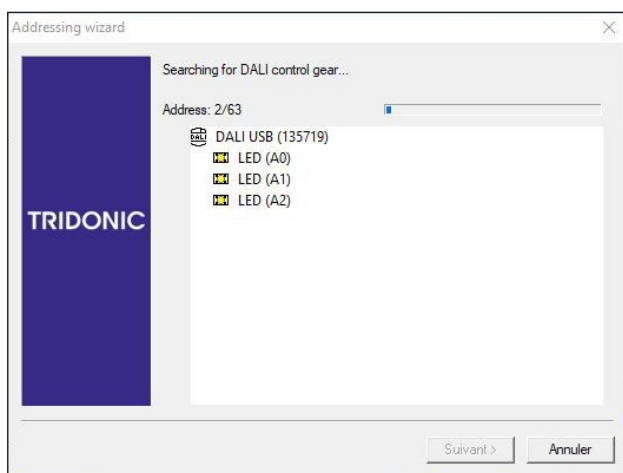 Addressing wizard
Searching for DALI control gear...
Address: 2/63
DALI
DALI USB (135719)
LED (A0)
LED (A1)
LED (A2)
TRIDONIC
Suivant >
Annuler